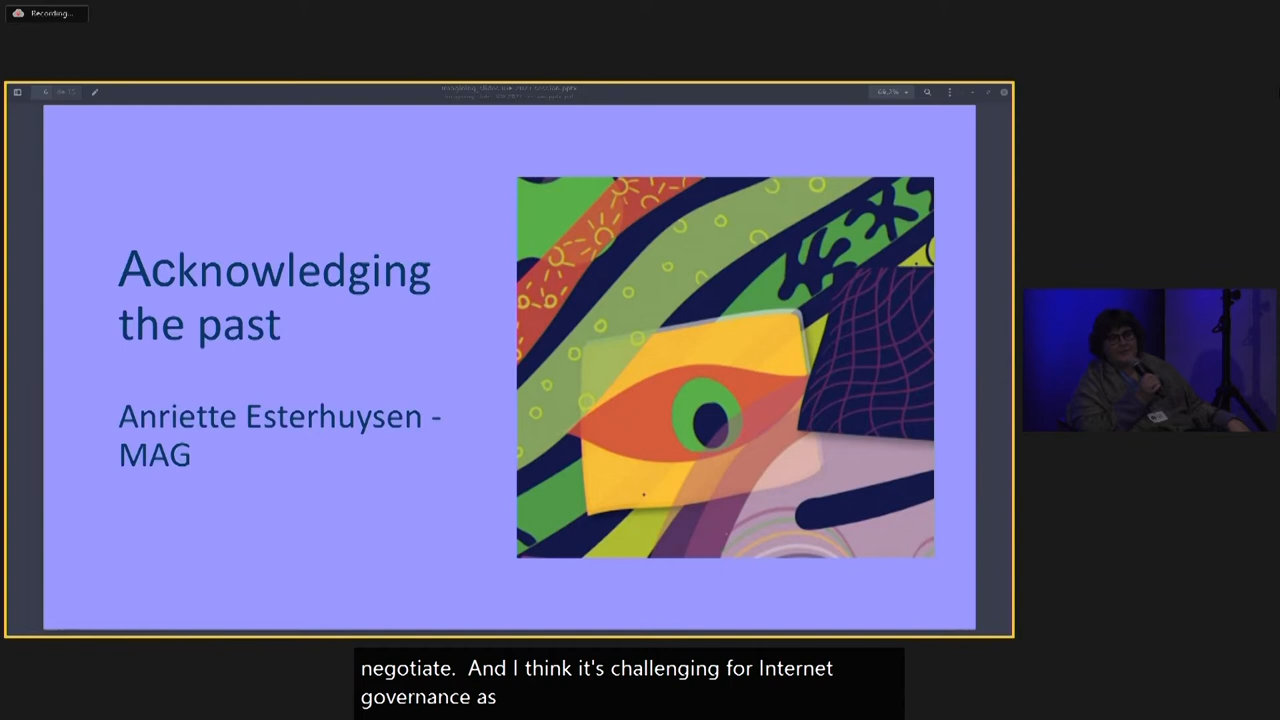 Recording...
Acknowledging
the past
Anriette Esterhuysen -
MAG
negotiate.  And I think it's challenging for Internet
governance as